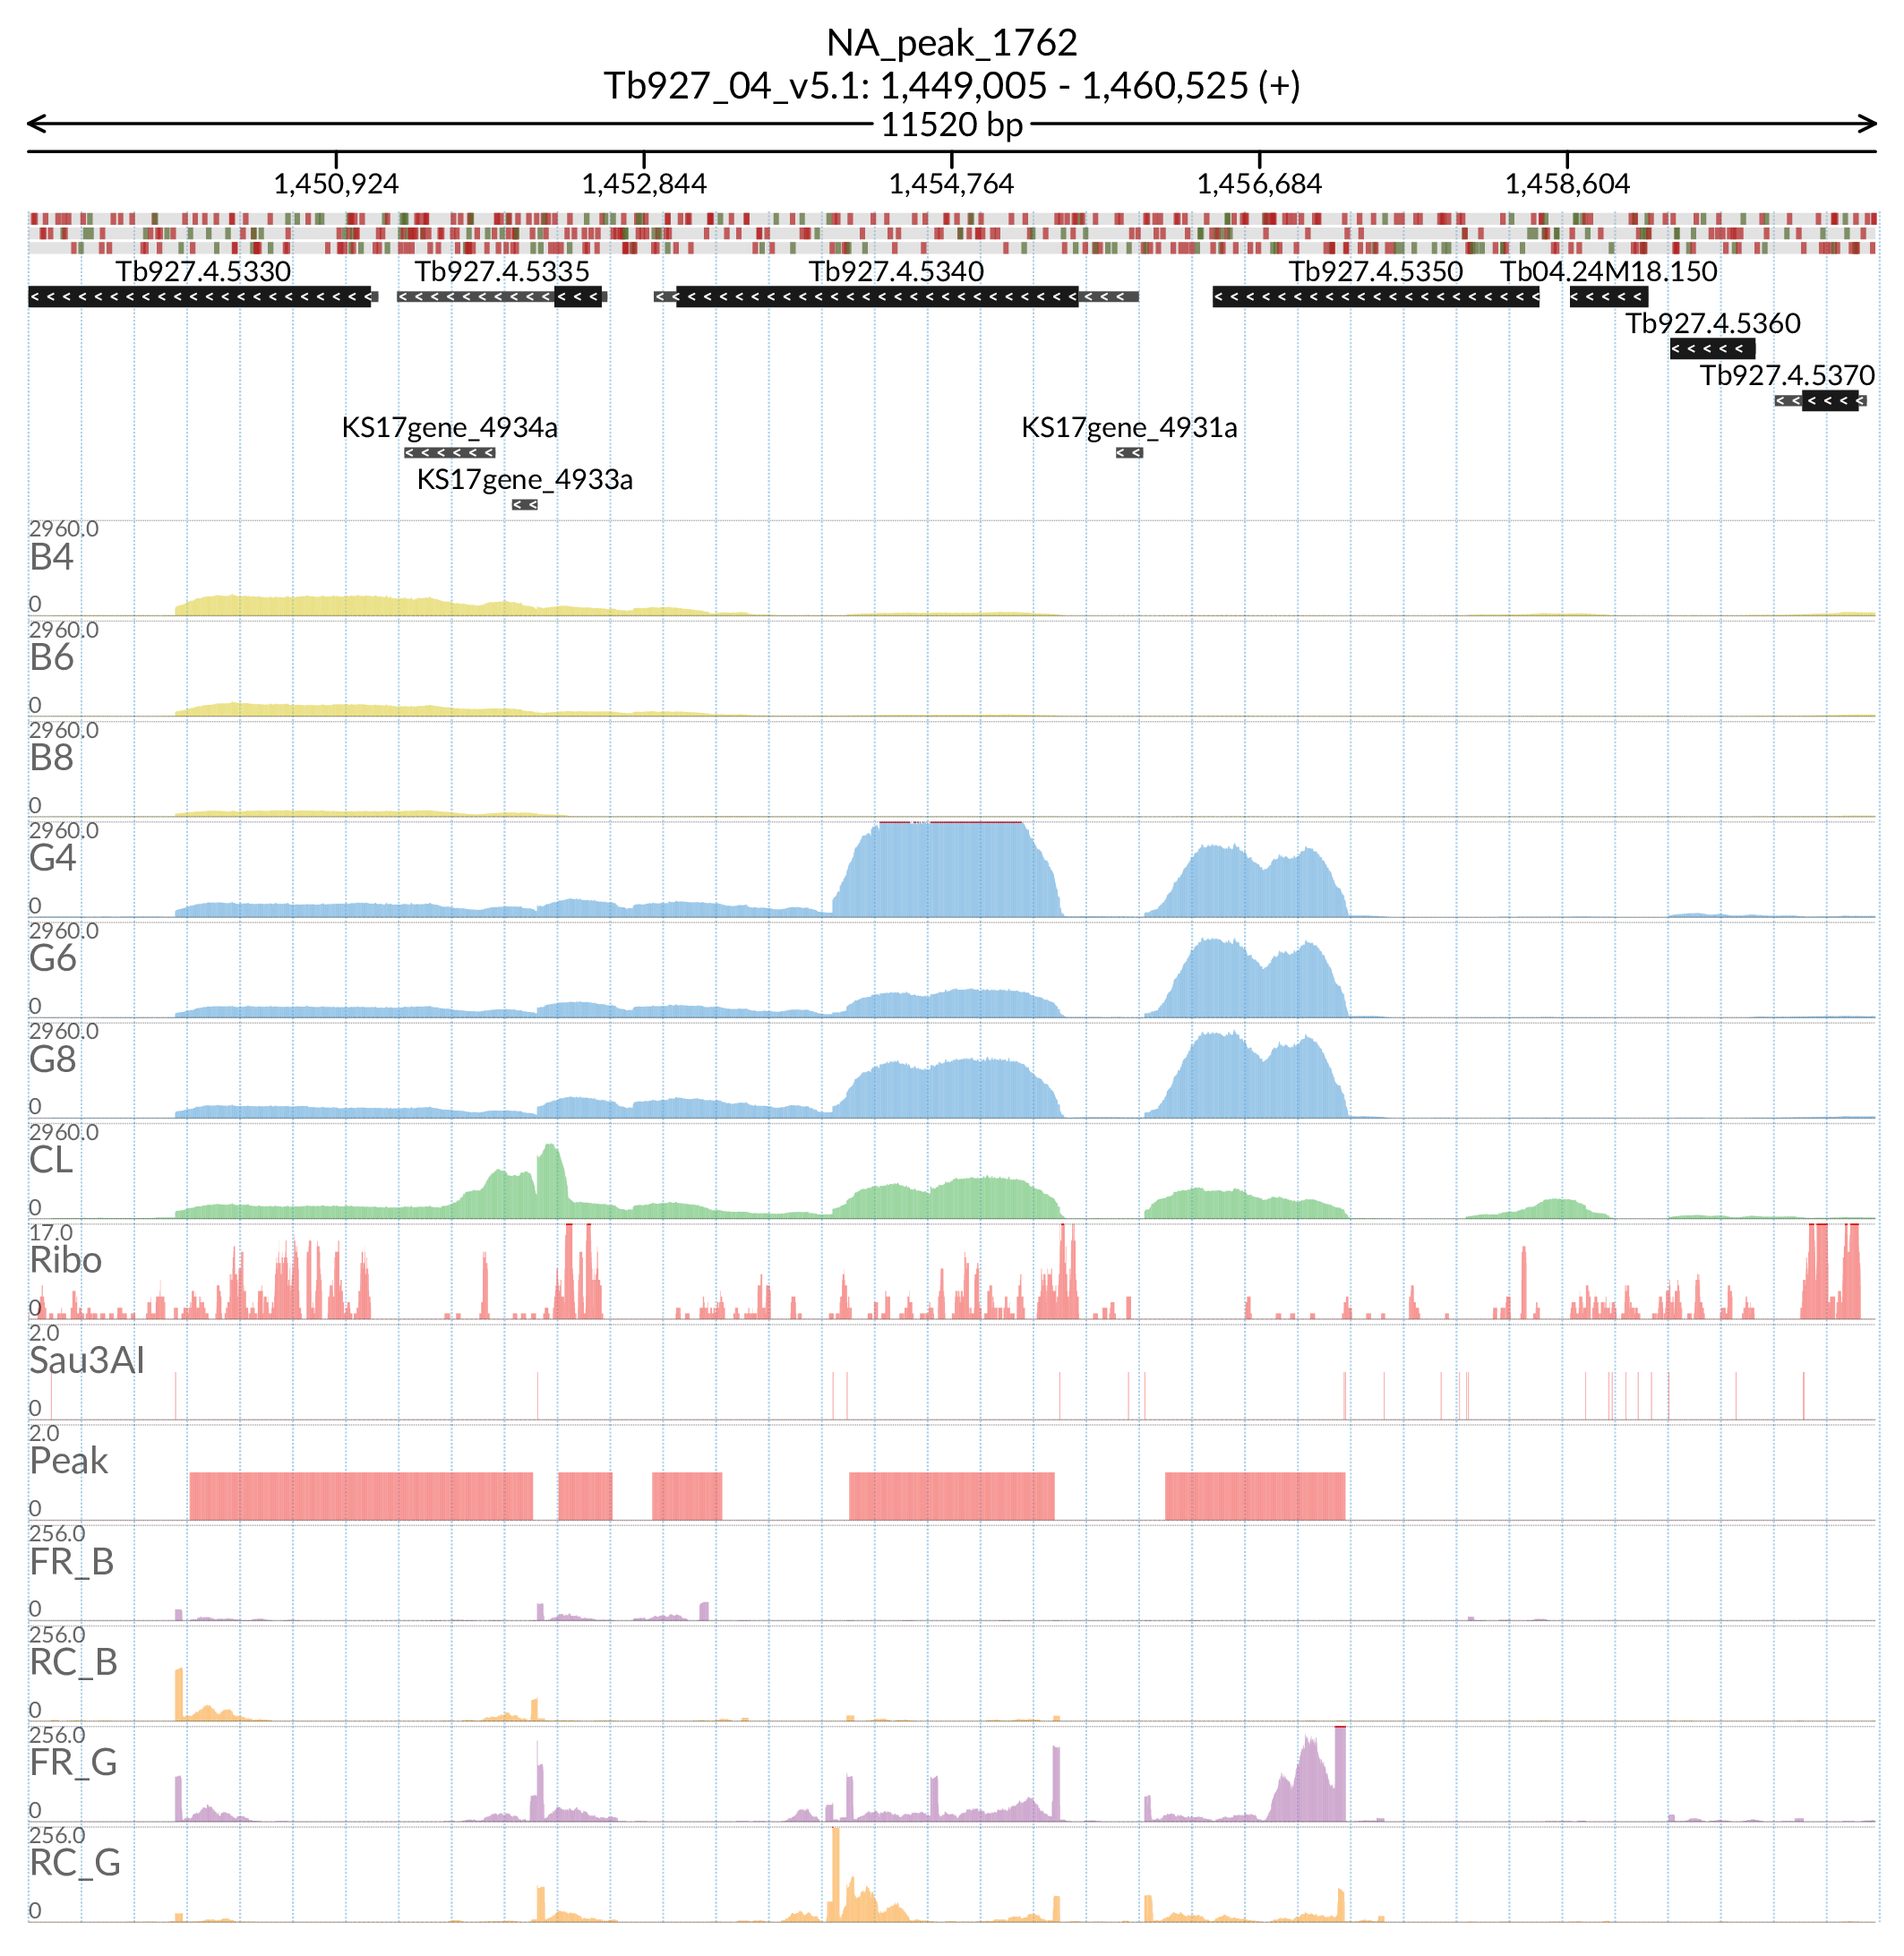 NA_peak_1762
Tb927_04_v5.1: 1,449,005 - 1,460,525 (+)
11520 bp
1,450,924 1,452,844 1,454,764 1,456,684 1,458,604
Tb927.4.5330 Tb927.4.5335 Tb927.4.5340 Tb927.4.5350 Tb04.24M18.150
Tb927.4.5360
Tb927.4.5370
KS17gene_4934a KS17gene_4931a
KS17gene_4933a
2960.0
B4
0
2960.0
B6
0
2960.0
B8
0
2960.0
G4
0
2960.0
G6
0
2960.0
G8
0
2960.0
CL
0
17.0
Ribo
0
2.0
Sau3AI
0
2.0
Peak
0
256.0
FR_B
0
256.0
RC_B
0
256.0
FR_G
0
256.0
RC_G
0